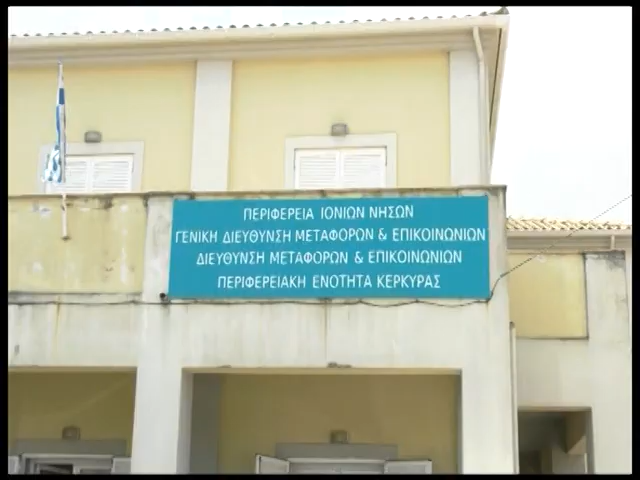 ΠΕΡΙΦΕΡΕΙΑ ΙΟΝΙΩΝ ΝΗΣΩΝ
ΓΕΝΙΚΗ ΔΙΕΥΘΥΝΣΗ ΜΕΤΑΦΟΡΩΝ & ΕΠΙΚΟΙΝΩΝΙΩΝ
ΔΙΕΥΘΥΝΣΗ ΜΕΤΑΦΟΡΩΝ & ΕΠΙΚΟΙΝΩΝΙΩΝ
ΠΕΡΙΦΕΡΕΙΑΚΗ ΕΝΟΤΗΤΑ ΚΕΡΚΥΡΑΣ